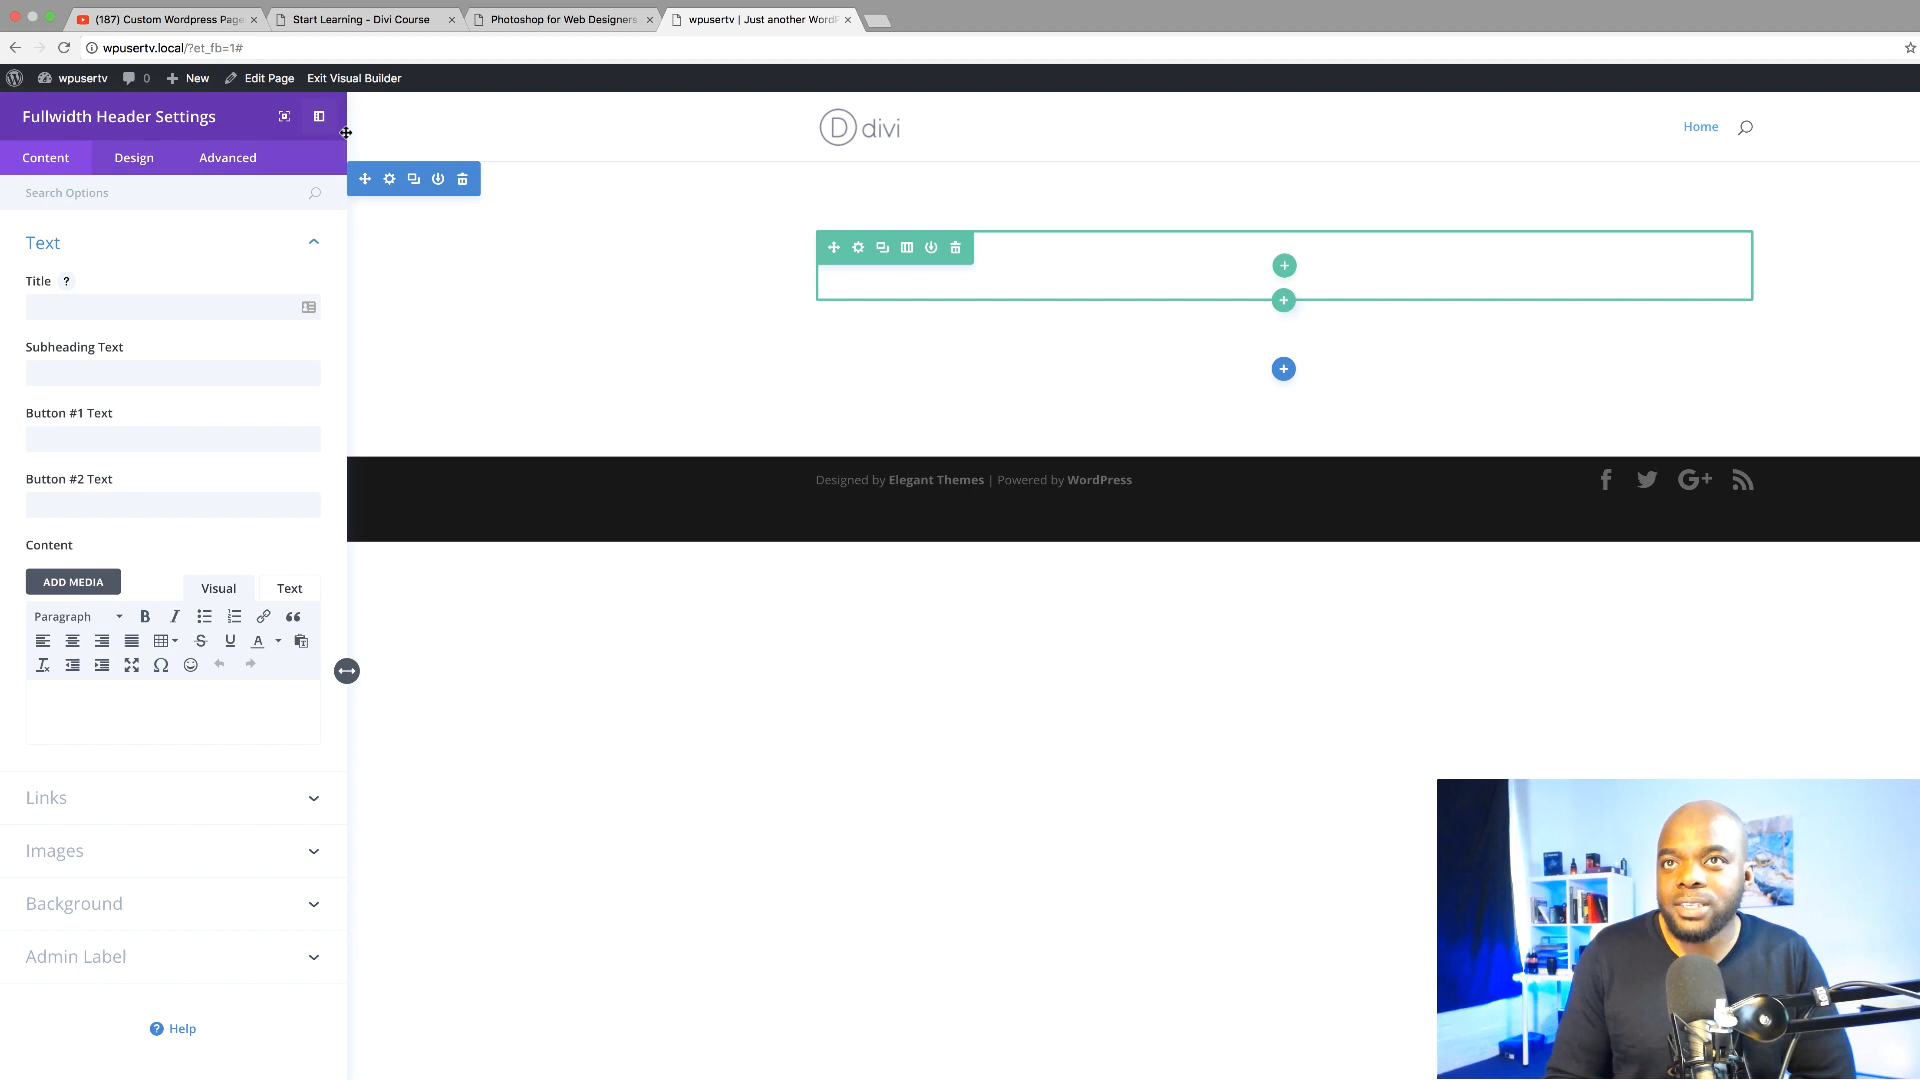 (187) Custom Wordpress Page
Start Learning - Divi Course
Photoshop for Web Designers
wpusertv | Just another WordP
wpusertv.local/?et_fb=1#
wpusertv 0 New Edit Page Exit Visual Builder
Fullwidth Header Settings
Content Design Advanced
Search Options
Text
Title ?
Subheading Text
Button #1 Text
Button #2 Text
Content
ADD MEDIA Visual Text
Paragraph
Links
Images
Background
Admin Label
Help
D divi
Home
Designed by Elegant Themes | Powered by WordPress